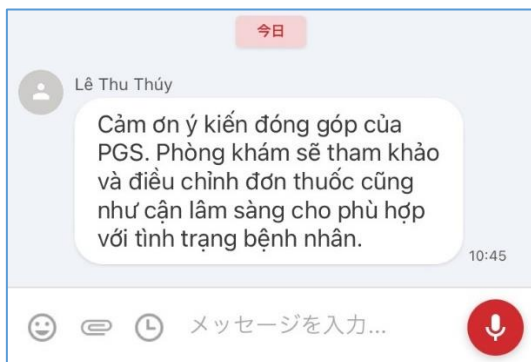 今日
Lê Thu Thúy
Cảm ơn ý kiến đóng góp của
PGS. Phòng khám sẽ tham khảo
và điều chỉnh đơn thuốc cũng
như cận lâm sàng cho phù hợp
với tình trạng bệnh nhân.
10:45
メッセージを入力...